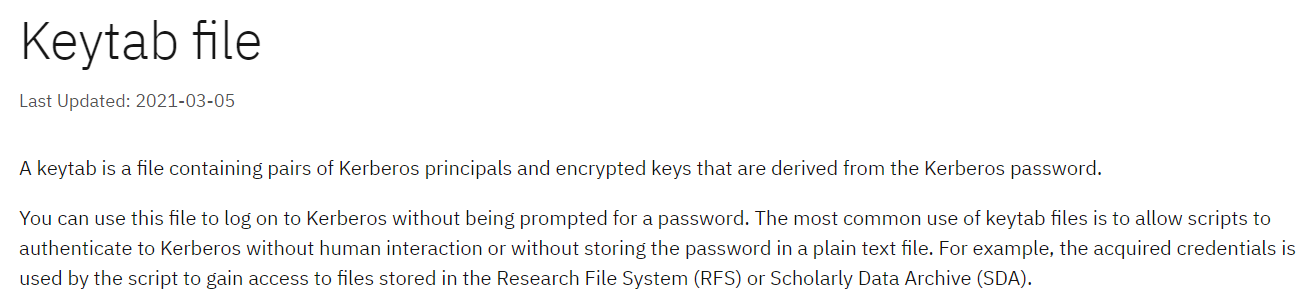 Keytab file
Last Updated: 2021-03-05
A keytab is a file containing pairs of Kerberos principals and encrypted keys that are derived from the Kerberos password.
You can use this file to log on to Kerberos without being prompted for a password. The most common use of keytab files is to allow scripts to
authenticate to Kerberos without human interaction or without storing the password in a plain text file. For example, the acquired credentials is
used by the script to gain access to files stored in the Research File System (RFS) or Scholarly Data Archive (SDA).